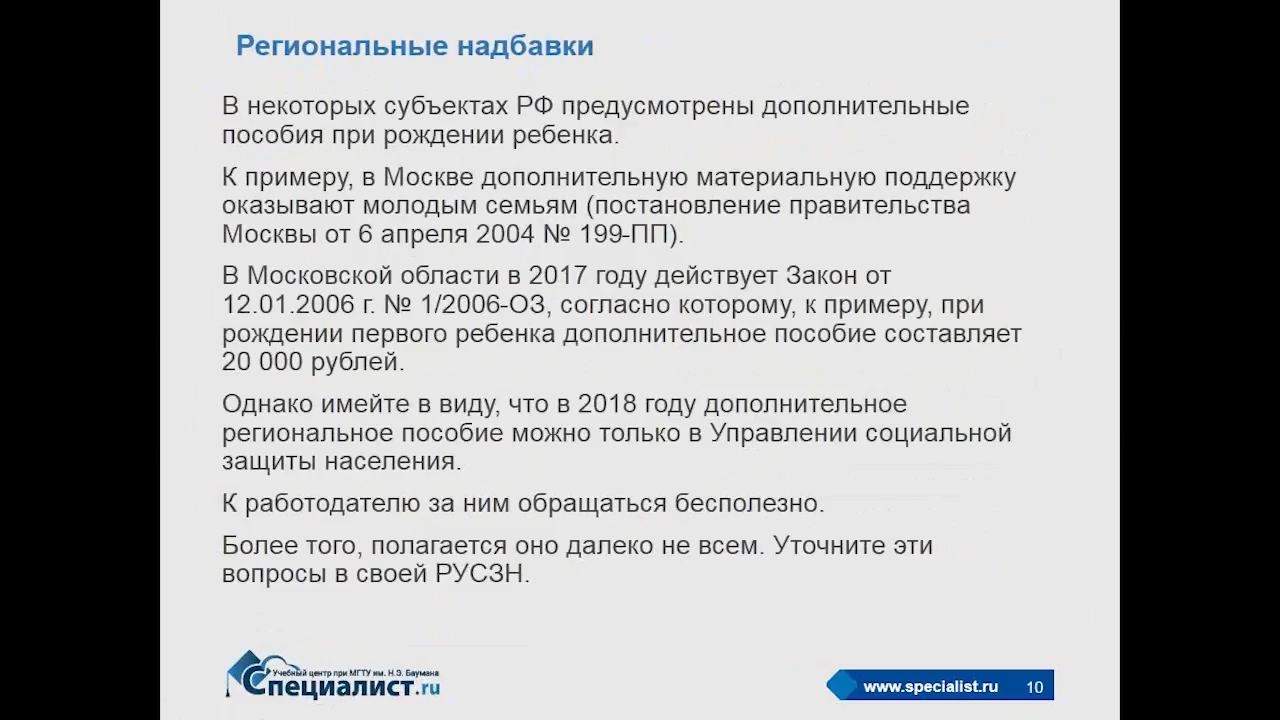 Региональные надбавки
В некоторых субъектах РФ предусмотрены дополнительные
пособия при рождении ребенка.
К примеру, в Москве дополнительную материальную поддержку
оказывают молодым семьям (постановление правительства
Москвы от 6 апреля 2004 № 199-ПП).
В Московской области в 2017 году действует Закон от
12.01.2006 г. № 1/2006-ОЗ, согласно которому, к примеру, при
рождении первого ребенка дополнительное пособие составляет
20 000 рублей.
Однако имейте в виду, что в 2018 году дополнительное
региональное пособие можно только в Управлении социальной
защиты населения.
К работодателю за ним обращаться бесполезно.
Более того, полагается оно далеко не всем. Уточните эти
вопросы в своей РУСЗН.
Учебный центр при МГТУ им. Н.Э. Баумана
Специалист.ru
www.specialist.ru 10